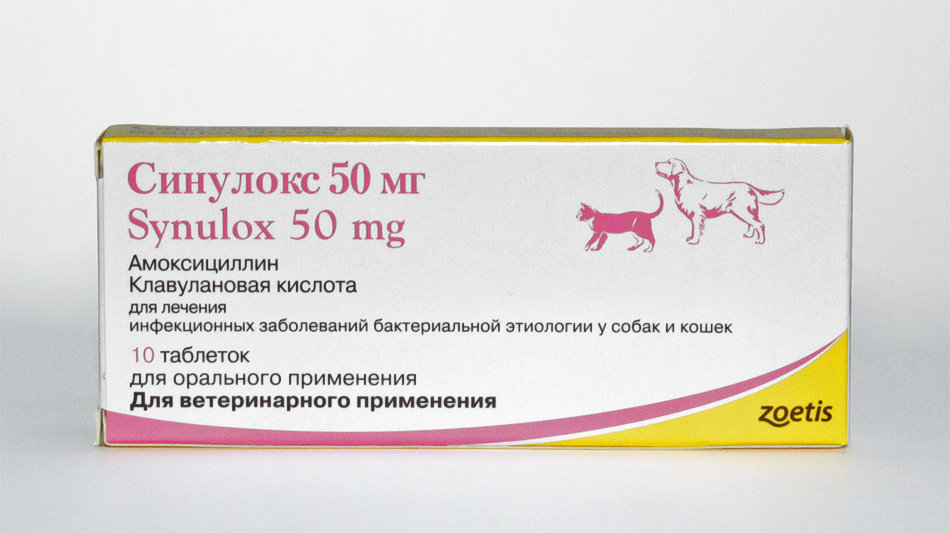 Синулокс 50 мг
Synulox 50 mg
Амоксициллин
Клавулановая кислота
для лечения
инфекционных заболеваний бактериальной этиологии у собак и кошек
10 таблеток
для орального применения
Для ветеринарного применения
zoetis